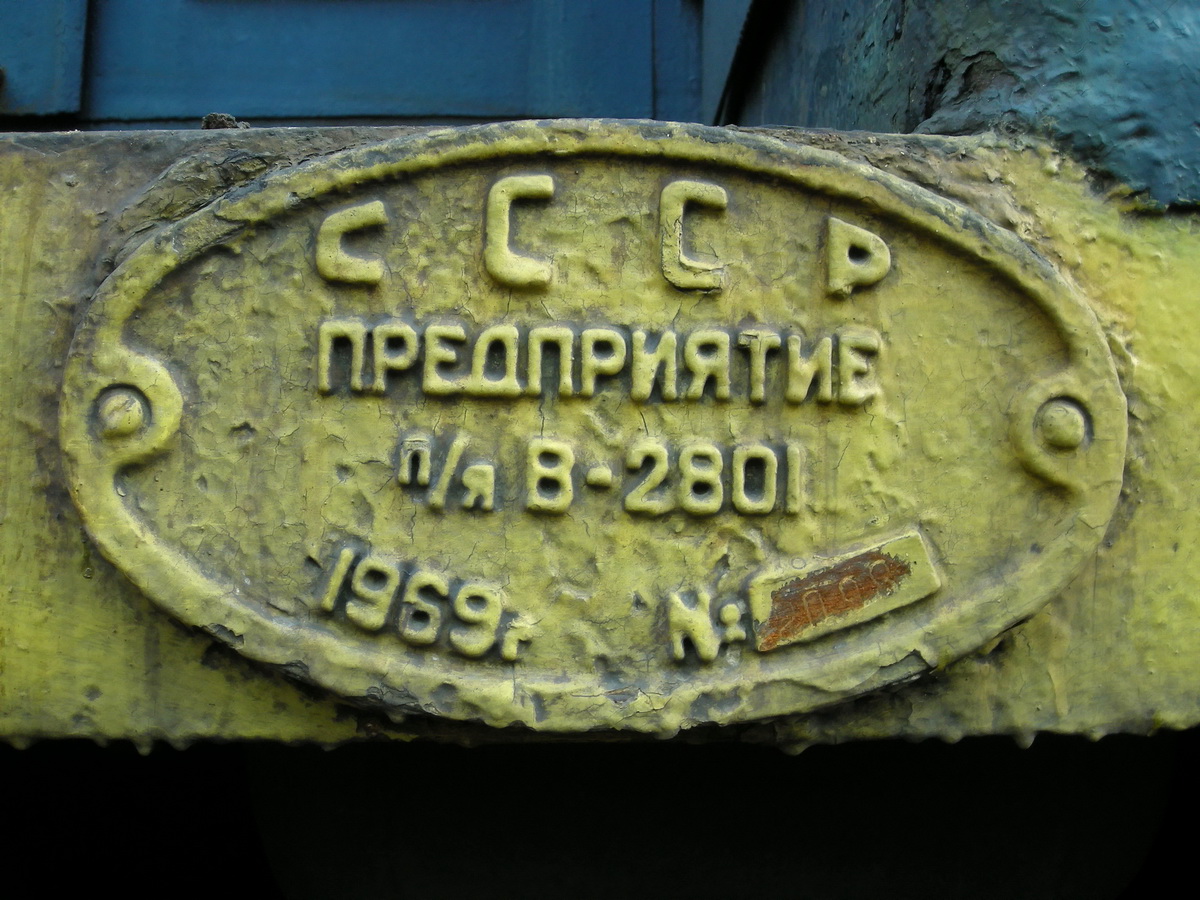 СССР
ПРЕДПРИЯТИЕ
п/я В-2801
1969г №